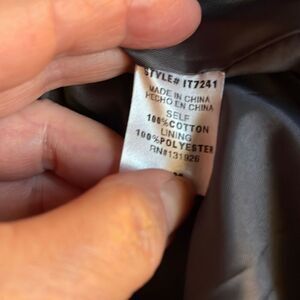 STYLE# IT7241
MADE IN CHINA
HECHO EN CHINA
SELF
100%COTTON
LINING
100%POLYESTER
RN#131926